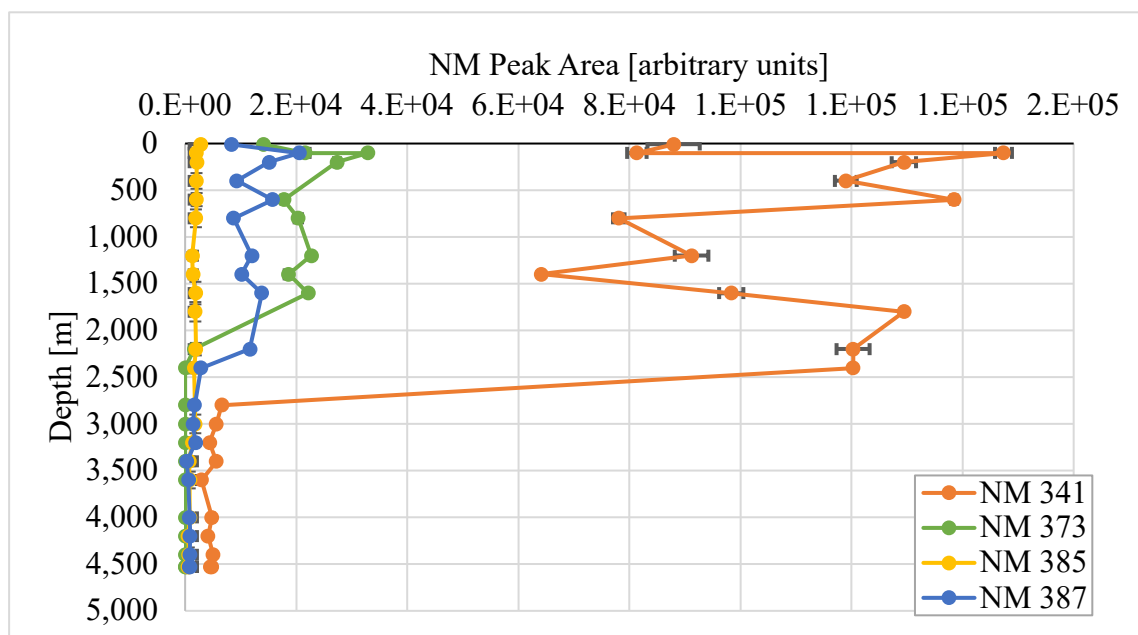 NM Peak Area [arbitrary units]
0.E+00 2.E+04 4.E+04 6.E+04 8.E+04 1.E+05 1.E+05 1.E+05 2.E+05
Depth [m]
0
500
1,000
1,500
2,000
2,500
3,000
3,500
4,000
4,500
5,000
NM 341
NM 373
NM 385
NM 387